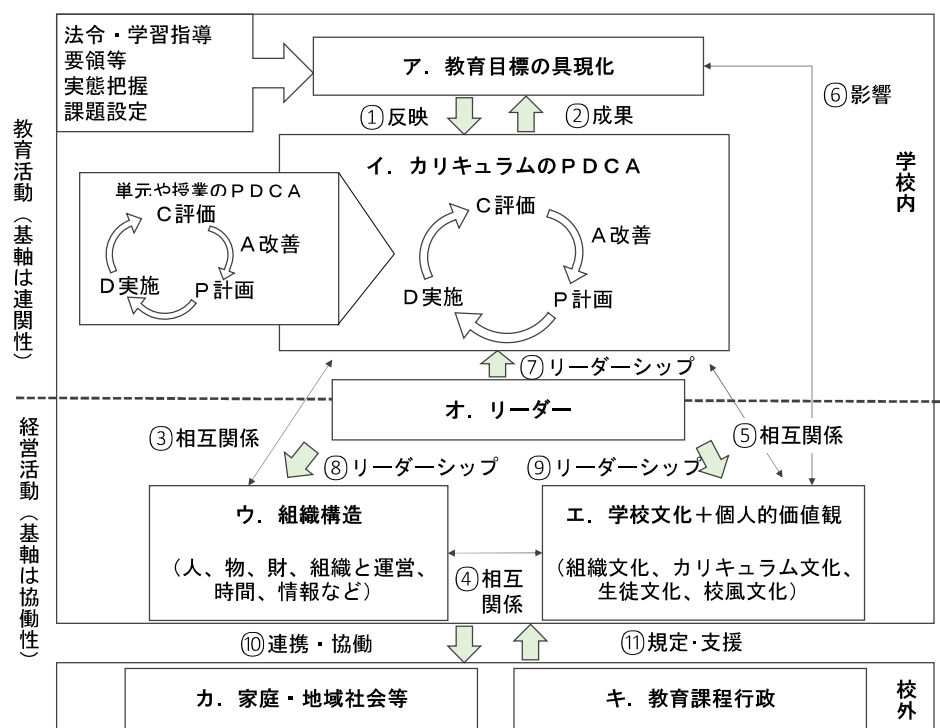 法令・学習指導
要領等
実態把握
課題設定
ア．教育目標の具現化
⑥影響
①反映
②成果
教育活動（基軸は連関性）
学校内
イ．カリキュラムのＰＤＣＡ
単元や授業のＰＤＣＡ
Ｃ評価
Ａ改善
Ｄ実施
Ｐ計画
Ｃ評価
Ａ改善
Ｄ実施
Ｐ計画
⑦リーダーシップ
オ．リーダー
経営活動（基軸は協働性）
③相互関係
⑤相互関係
⑧リーダーシップ
⑨リーダーシップ
ウ．組織構造
（人、物、財、組織と運営、
時間、情報など）
④相互
関係
エ．学校文化＋個人的価値観
（組織文化、カリキュラム文化、
生徒文化、校風文化）
⑩連携・協働
⑪規定・支援
カ．家庭・地域社会等
キ．教育課程行政
校外